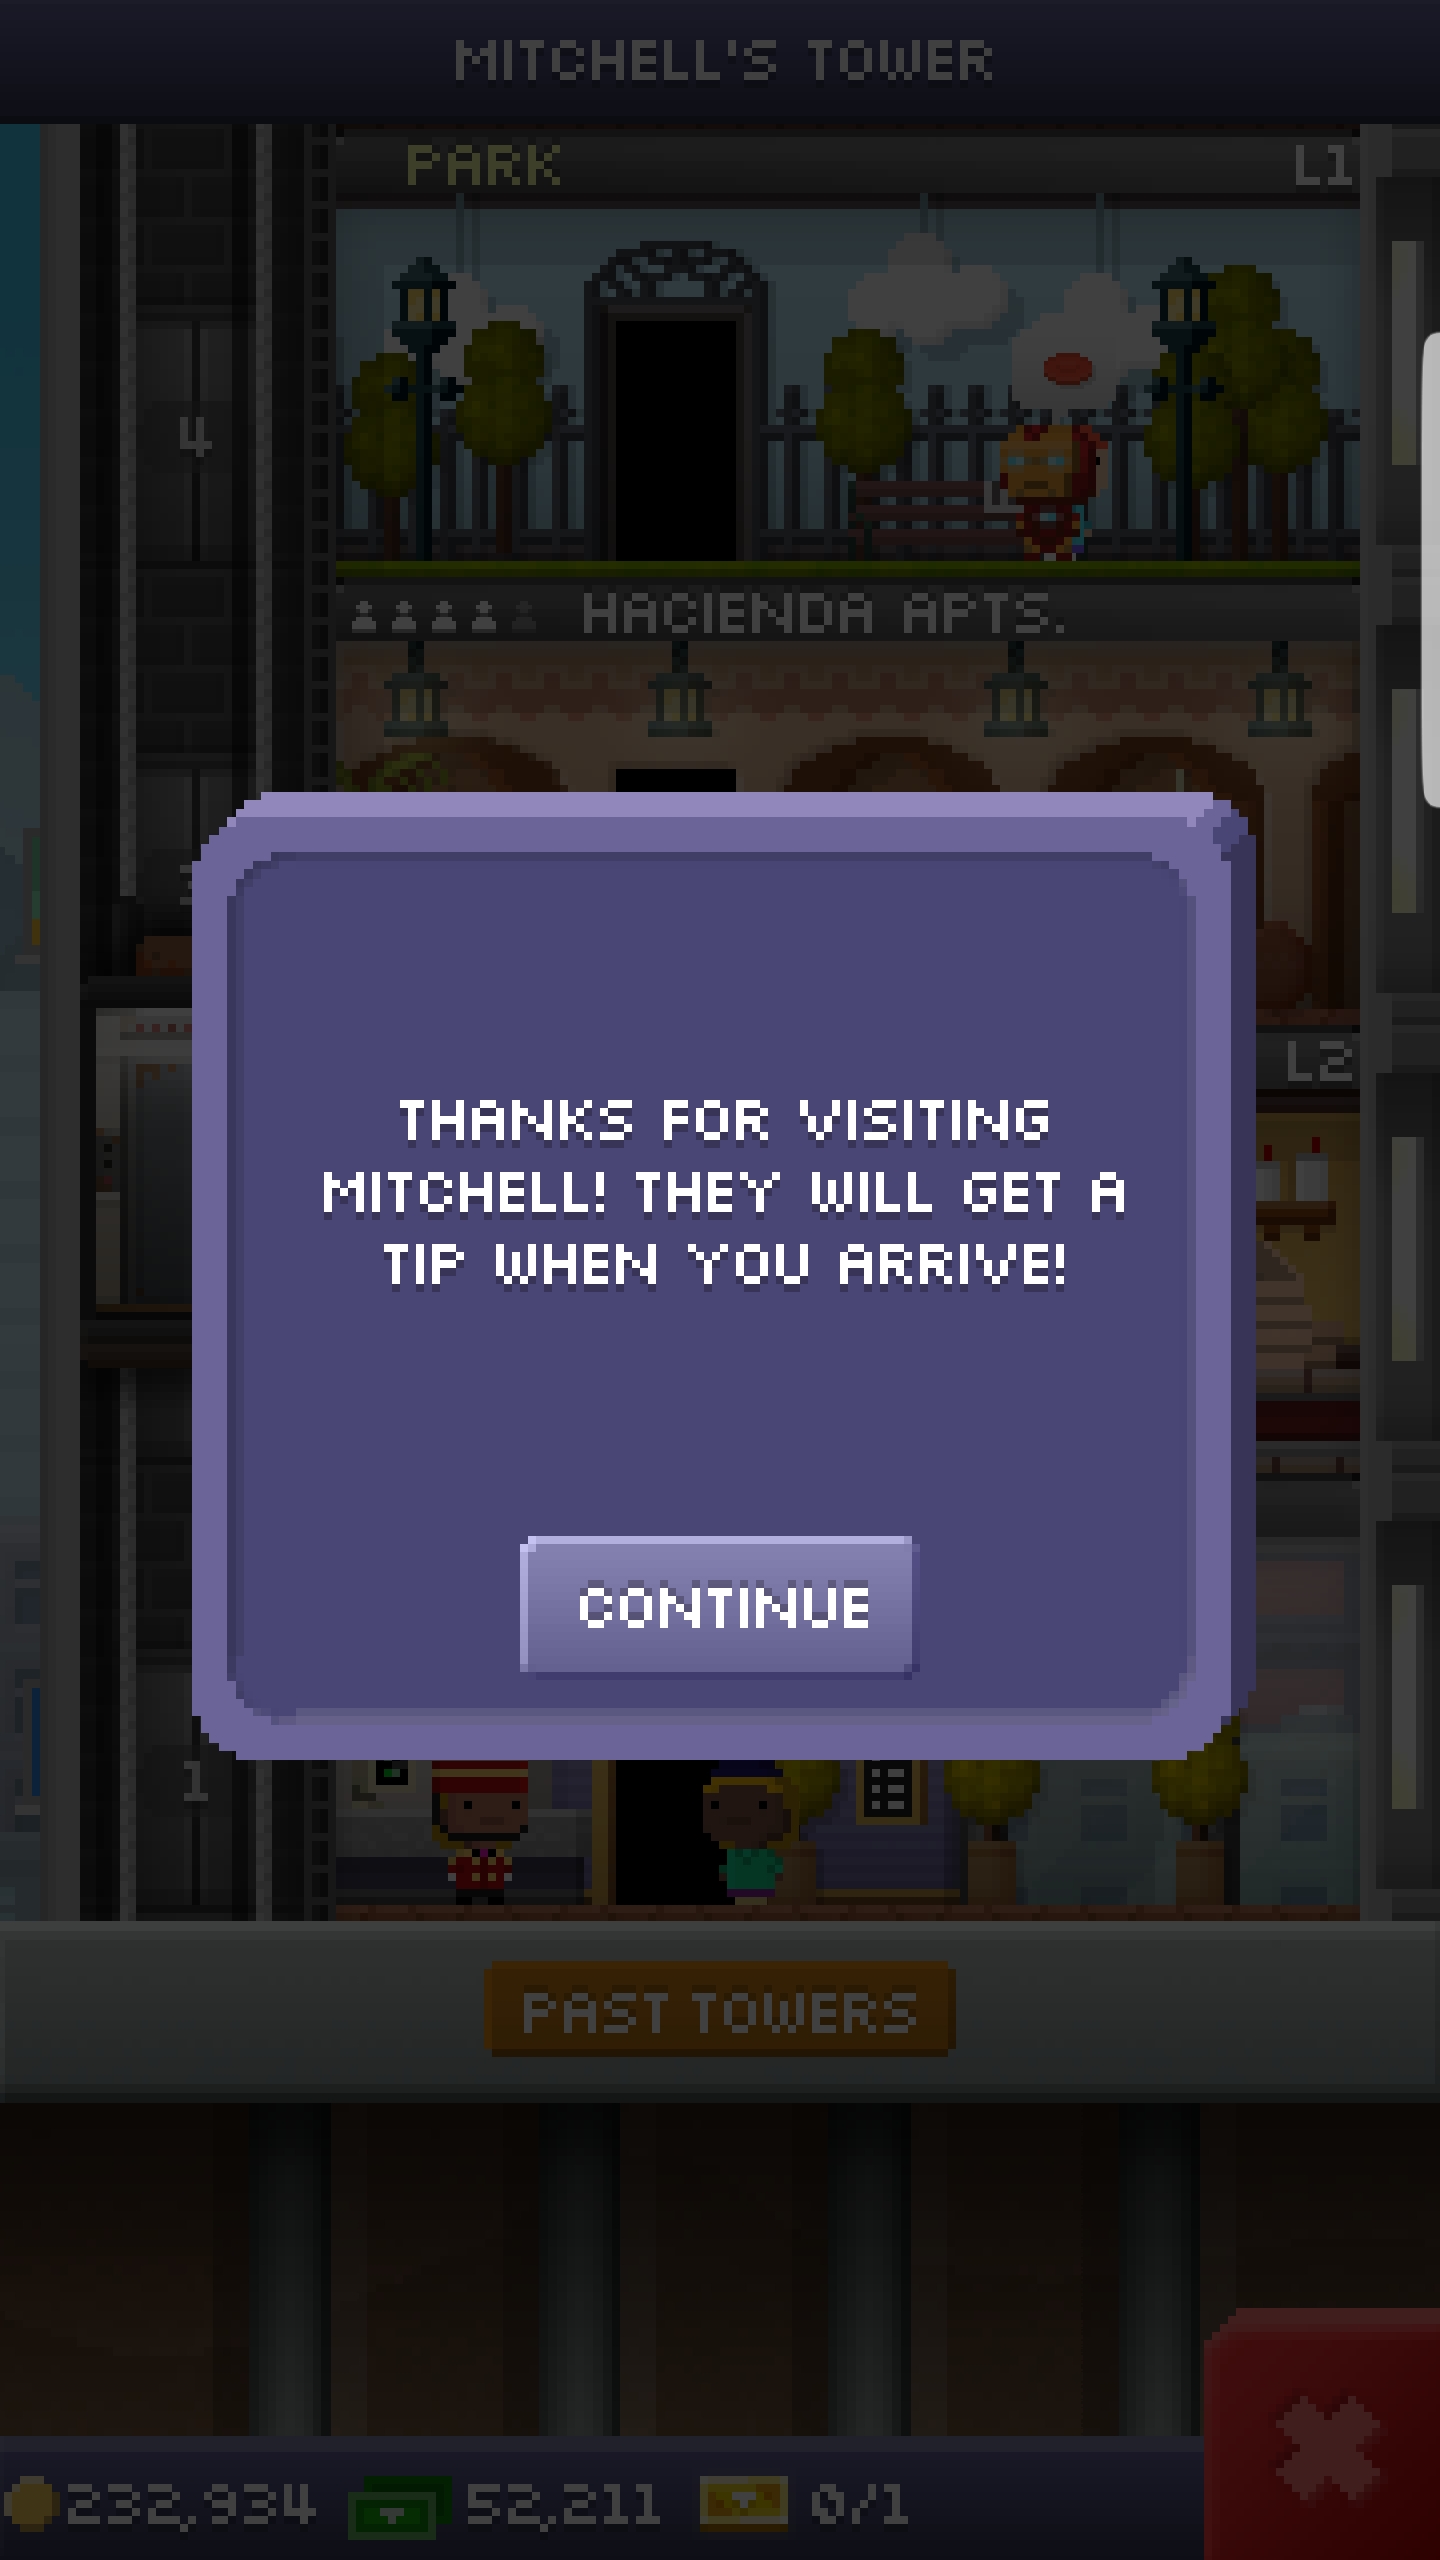 MITCHELL'S TOWER
PARK
L1
4
HACIENDA APTS.
L2
THANKS FOR VISITING
MITCHELL! THEY WILL GET A
TIP WHEN YOU ARRIVE!
CONTINUE
1
PAST TOWERS
232,934 52,211 0/1